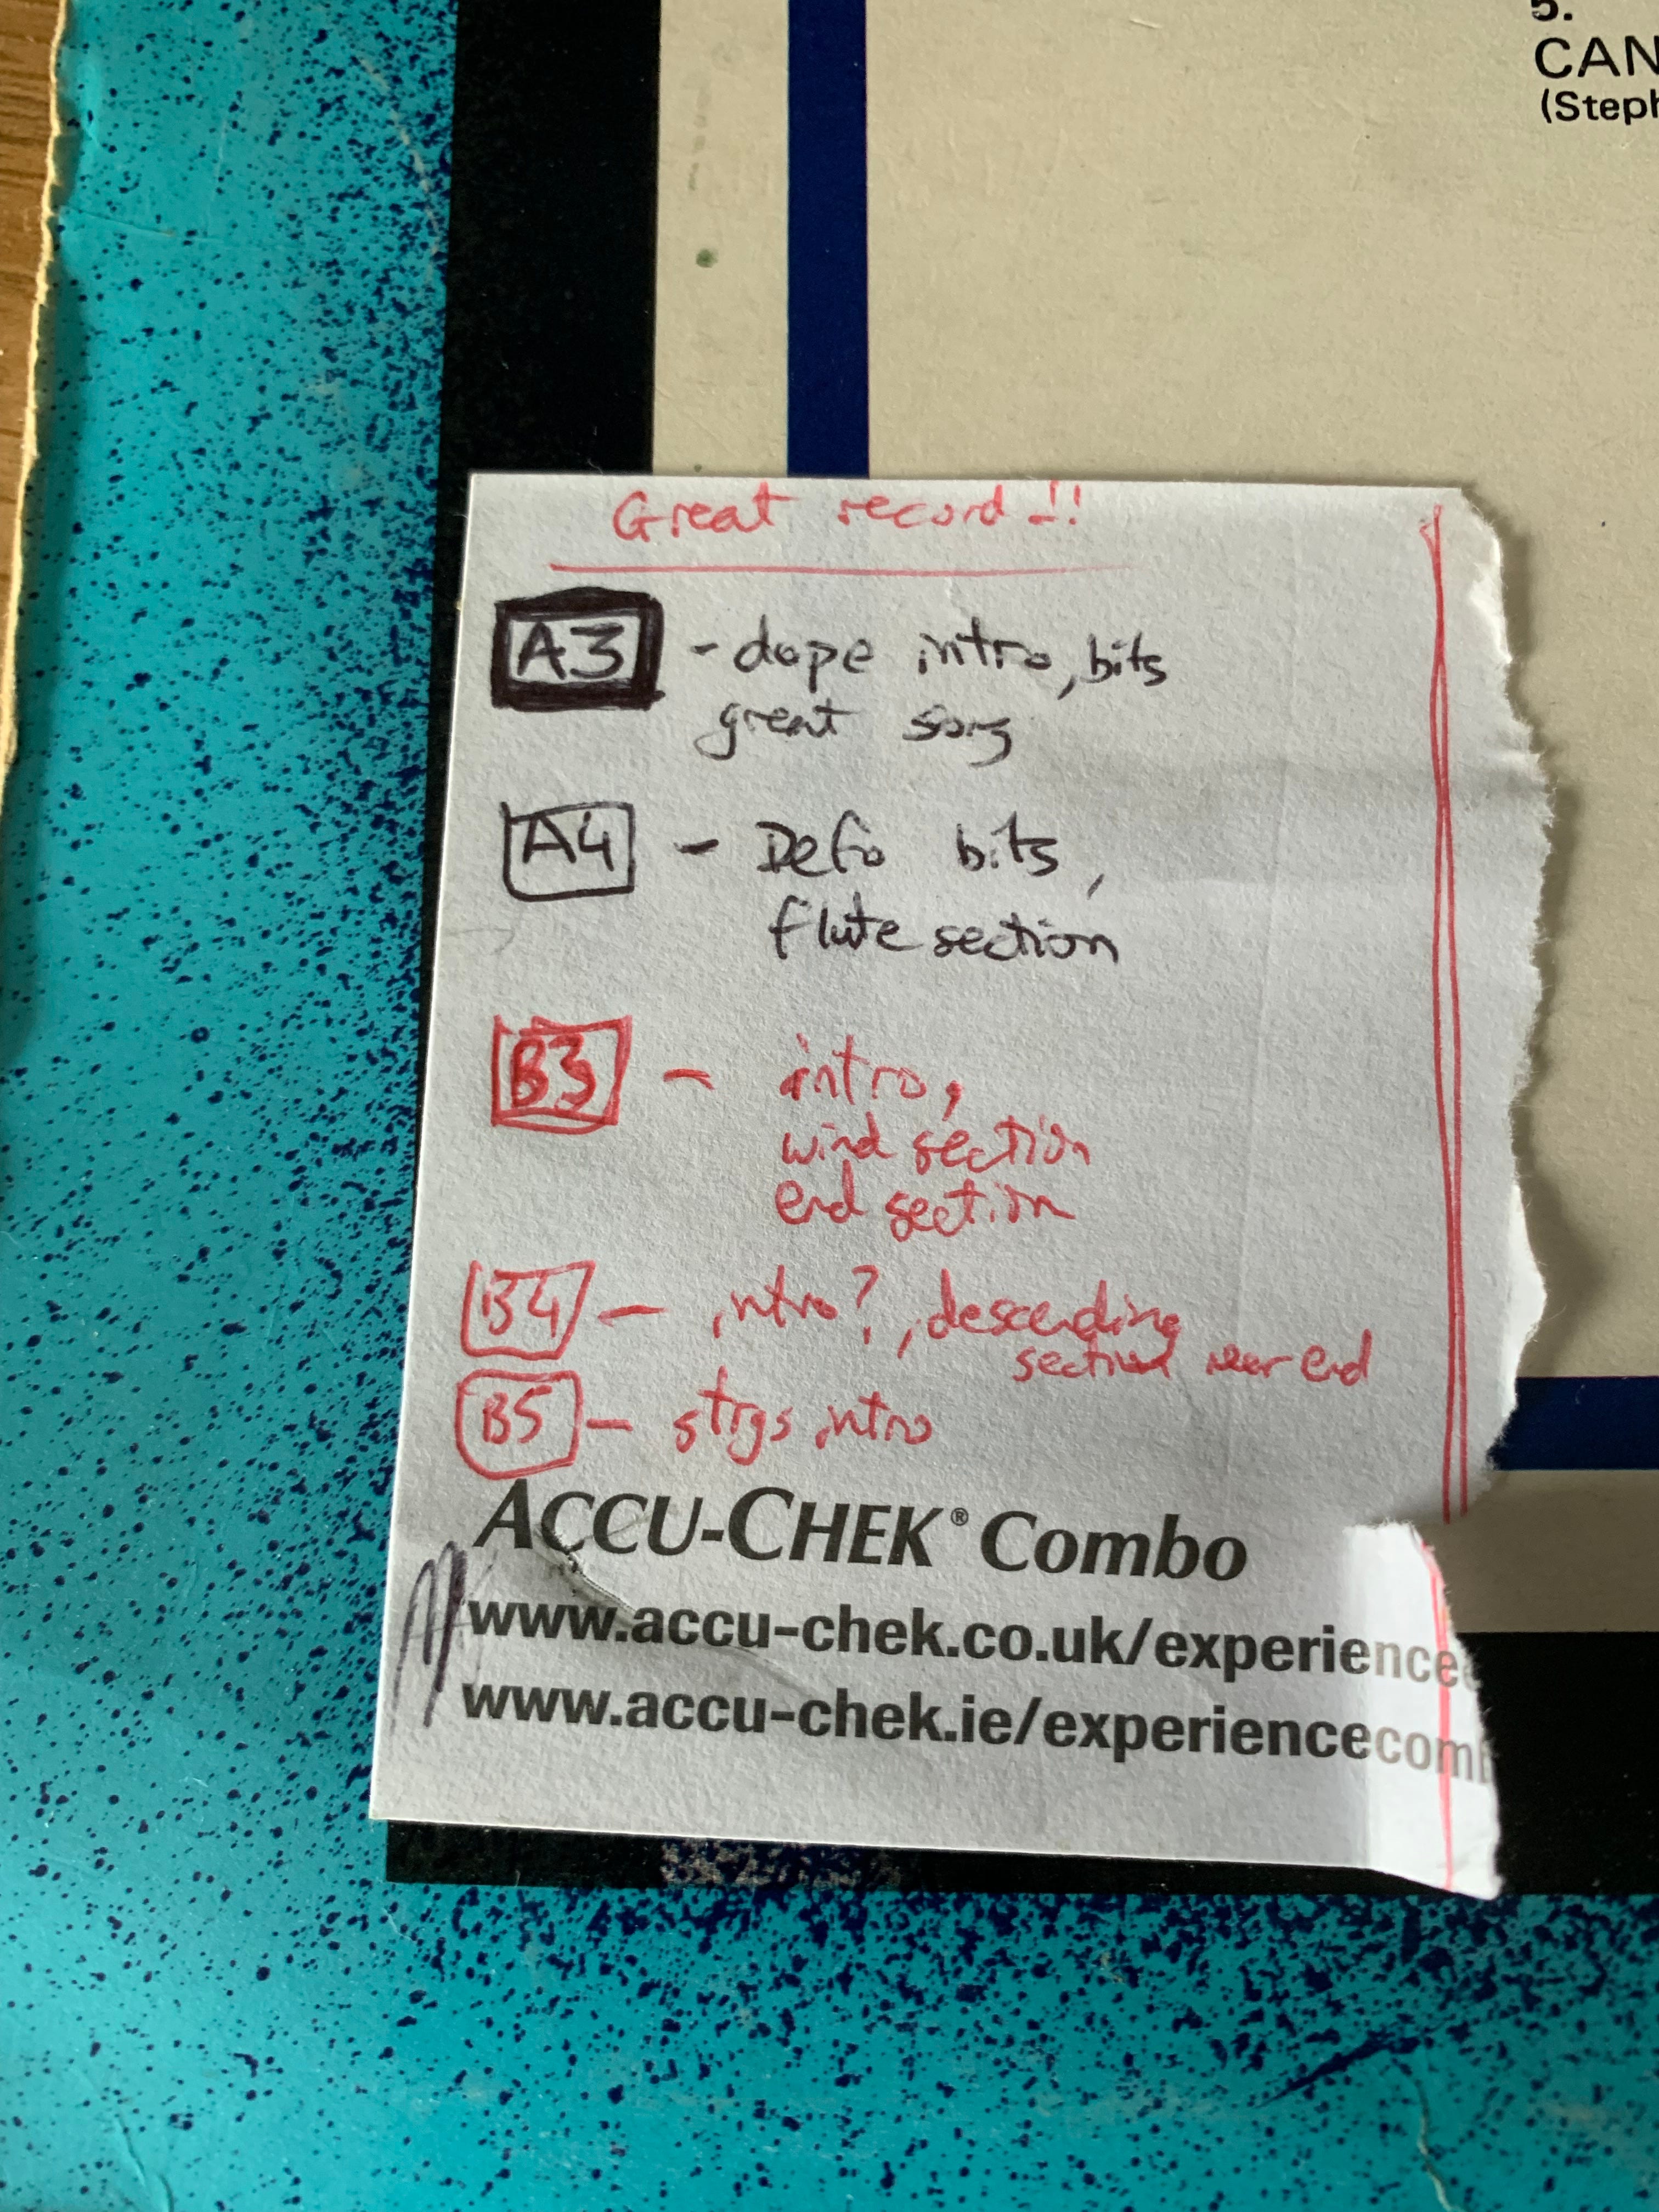 5.
CAN
(Steph
Great record!!
A3 - dope intro, bits
great song
A4 - Defo bits,
flute section
B3 - intro,
wind section
end section
B4 - intro?, descending
section near end
B5 - strgs intro
ACCU-CHEK® Combo
www.accu-chek.co.uk/experience
www.accu-chek.ie/experiencecomb